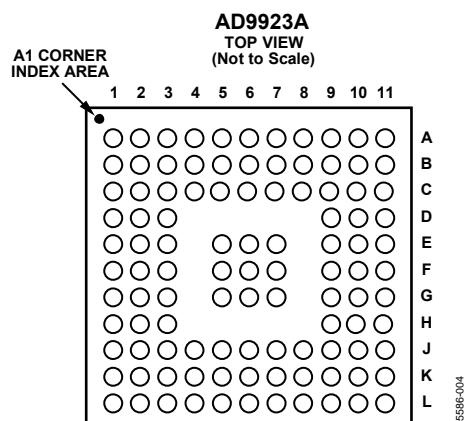 AD9923A
TOP VIEW
(Not to Scale)
A1 CORNER
INDEX AREA
1 2 3 4 5 6 7 8 9 10 11
A
B
C
D
E
F
G
H
J
K
L
5586-004